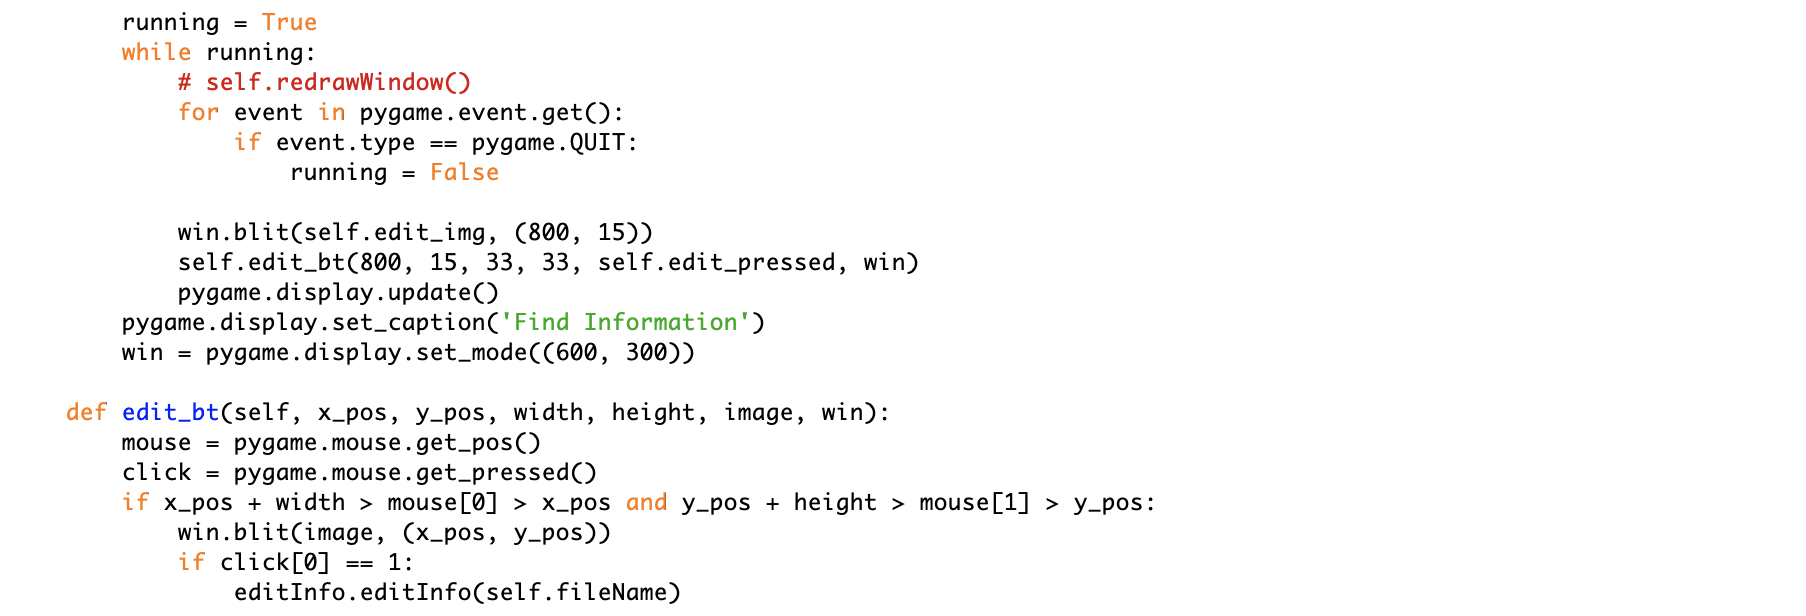 running = True
while running:
# self.redrawWindow()
for event in pygame.event.get():
if event.type == pygame.QUIT:
running = False
win.blit(self.edit_img, (800, 15))
self.edit_bt(800, 15, 33, 33, self.edit_pressed, win)
pygame.display.update()
pygame.display.set_caption('Find Information')
win = pygame.display.set_mode((600, 300))
def edit_bt(self, x_pos, y_pos, width, height, image, win):
mouse = pygame.mouse.get_pos()
click = pygame.mouse.get_pressed()
if x_pos + width > mouse[0] > x_pos and y_pos + height > mouse[1] > y_pos:
win.blit(image, (x_pos, y_pos))
if click[0] == 1:
editInfo.editInfo(self.fileName)